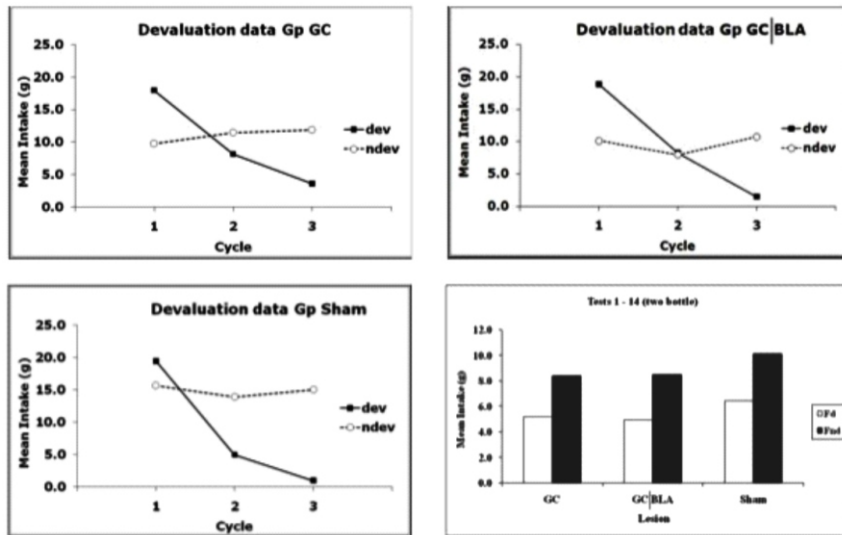 Devaluation data Gp GC
25.0
20.0
15.0
10.0
5.0
0.0
Mean Intake (g)
1 2 3
Cycle
dev
ndev
Devaluation data Gp GC|BLA
25.0
20.0
15.0
10.0
5.0
0.0
Mean Intake (g)
1 2 3
Cycle
dev
ndev
Devaluation data Gp Sham
25.0
20.0
15.0
10.0
5.0
0.0
Mean Intake (g)
1 2 3
Cycle
dev
ndev
Tests 1 - 14 (two bottle)
12.0
10.0
8.0
6.0
4.0
2.0
0.0
Mean Intake (g)
GC GC|BLA Sham
Lesion
Fd
Fnd